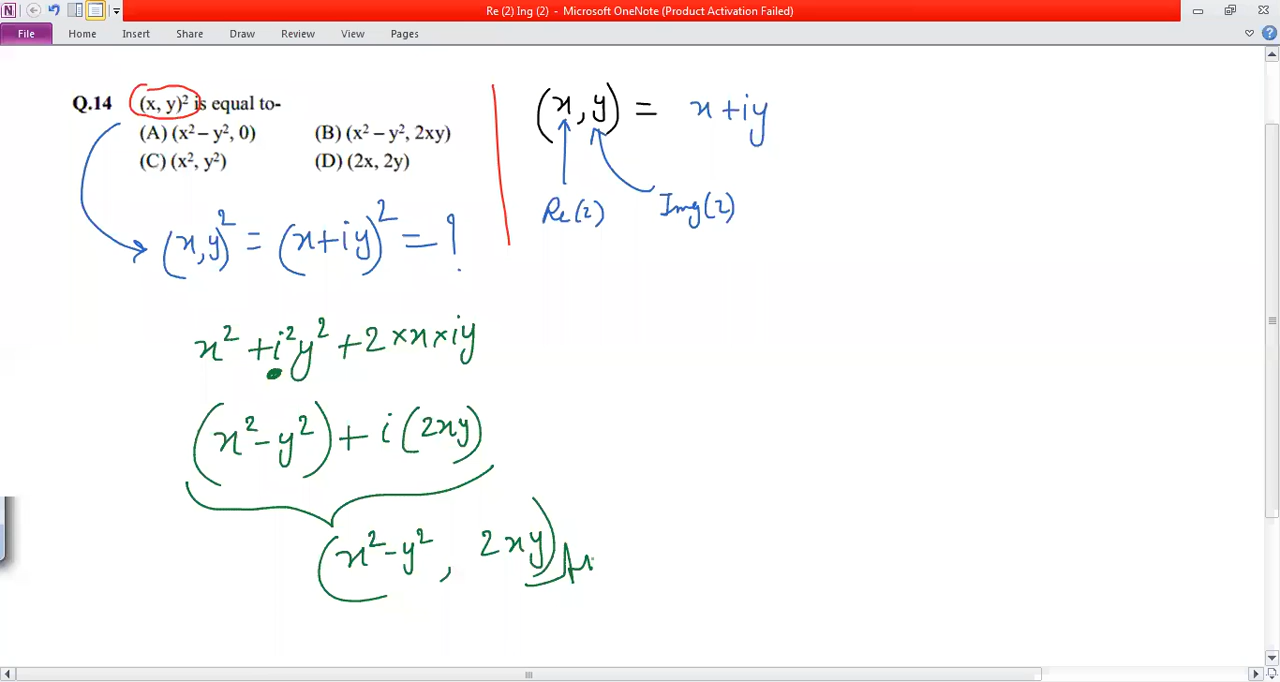 Re (2) Ing (2) - Microsoft OneNote (Product Activation Failed)
File Home Insert Share Draw Review View Pages
Q.14 (x, y)² is equal to-
(A) (x² – y², 0) (B) (x² – y², 2xy)
(C) (x², y²) (D) (2x, 2y)
(x, y) = x + iy
Re(2) Img(2)
(x, y)² = (x + iy)² = ?
x² + i²y² + 2 × x × iy
(x² - y²) + i (2xy)
(x² - y², 2xy)